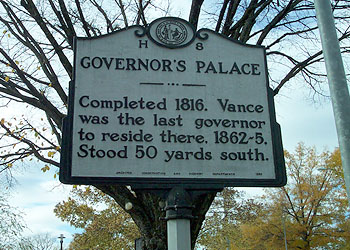 H 8
GOVERNOR'S PALACE
Completed 1816. Vance
was the last governor
to reside there, 1862-5.
Stood 50 yards south.